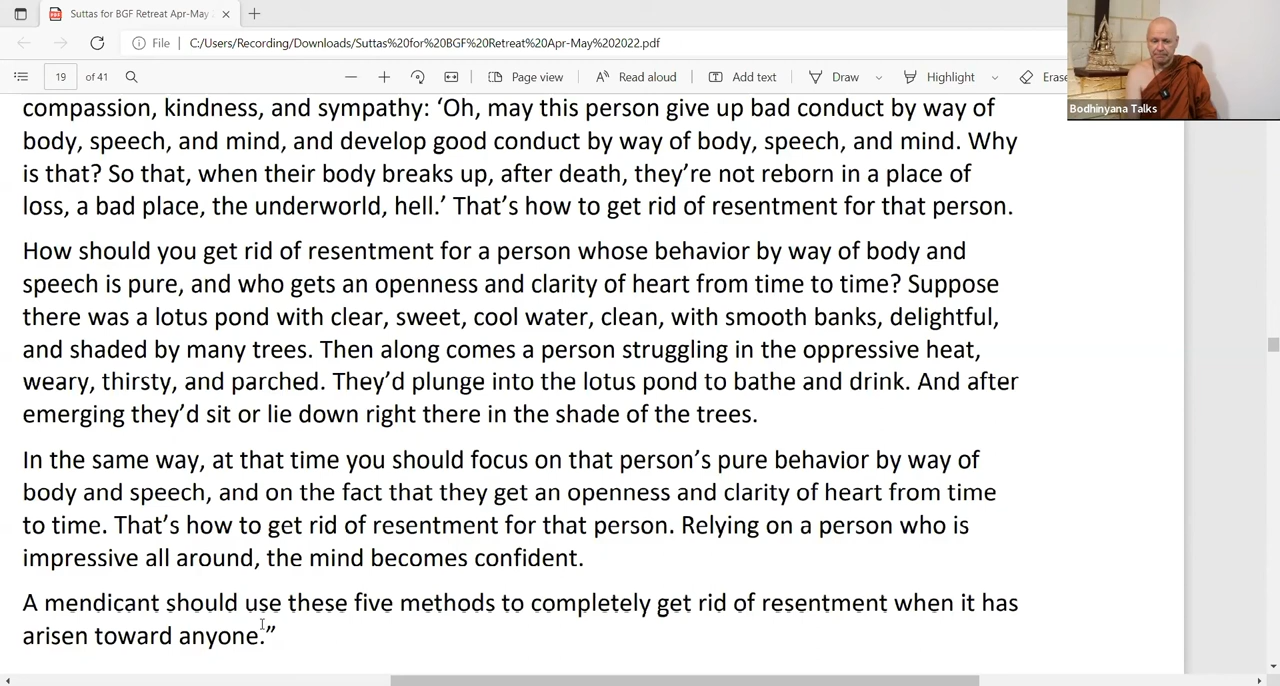 Suttas for BGF Retreat Apr-May
File C:/Users/Recording/Downloads/Suttas%20for%20BGF%20Retreat%20Apr-May%202022.pdf
19 of 41 Page view Read aloud Add text Draw Highlight Erase
Bodhinyana Talks
compassion, kindness, and sympathy: ‘Oh, may this person give up bad conduct by way of
body, speech, and mind, and develop good conduct by way of body, speech, and mind. Why
is that? So that, when their body breaks up, after death, they’re not reborn in a place of
loss, a bad place, the underworld, hell.’ That’s how to get rid of resentment for that person.
How should you get rid of resentment for a person whose behavior by way of body and
speech is pure, and who gets an openness and clarity of heart from time to time? Suppose
there was a lotus pond with clear, sweet, cool water, clean, with smooth banks, delightful,
and shaded by many trees. Then along comes a person struggling in the oppressive heat,
weary, thirsty, and parched. They’d plunge into the lotus pond to bathe and drink. And after
emerging they’d sit or lie down right there in the shade of the trees.
In the same way, at that time you should focus on that person’s pure behavior by way of
body and speech, and on the fact that they get an openness and clarity of heart from time
to time. That’s how to get rid of resentment for that person. Relying on a person who is
impressive all around, the mind becomes confident.
A mendicant should use these five methods to completely get rid of resentment when it has
arisen toward anyone.”